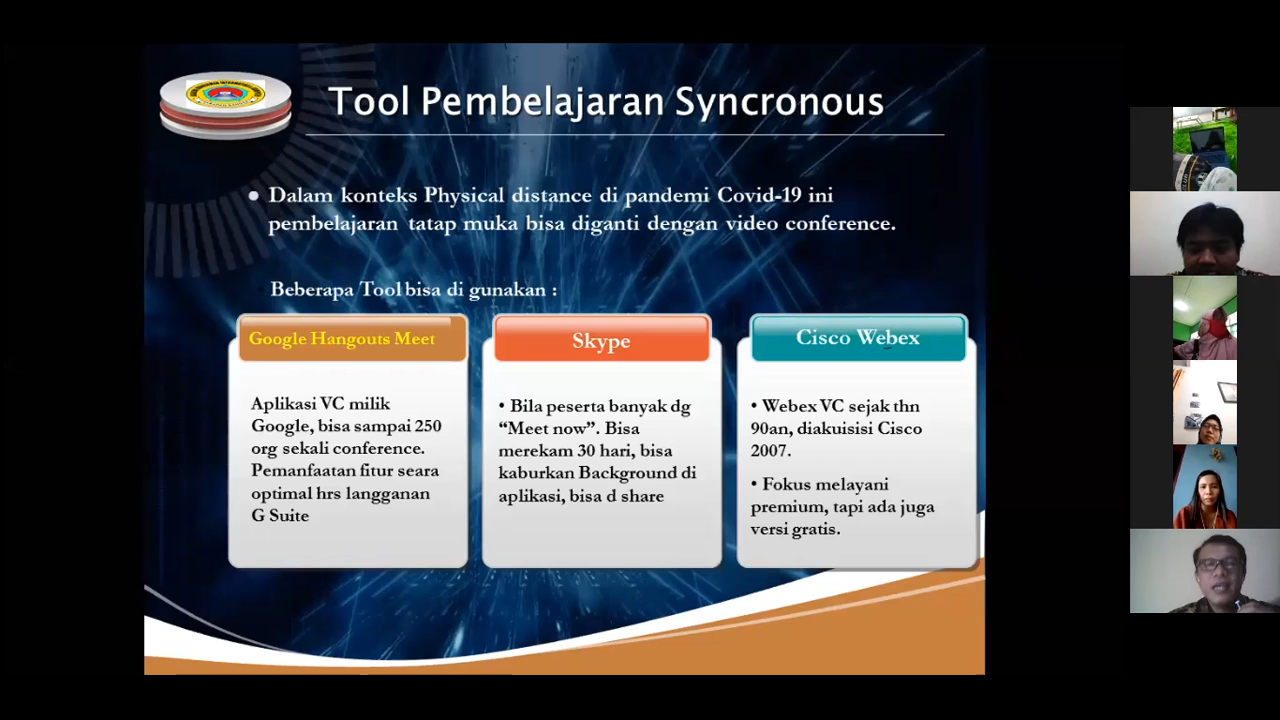 Tool Pembelajaran Syncronous
• Dalam konteks Physical distance di pandemi Covid-19 ini
pembelajaran tatap muka bisa diganti dengan video conference.
Beberapa Tool bisa di gunakan :
Google Hangouts Meet
Aplikasi VC milik
Google, bisa sampai 250
org sekali conference.
Pemanfaatan fitur seara
optimal hrs langganan
G Suite
Skype
• Bila peserta banyak dg
“Meet now”. Bisa
merekam 30 hari, bisa
kaburkan Background di
aplikasi, bisa d share
Cisco Webex
• Webex VC sejak thn
90an, diakuisisi Cisco
2007.
• Fokus melayani
premium, tapi ada juga
versi gratis.